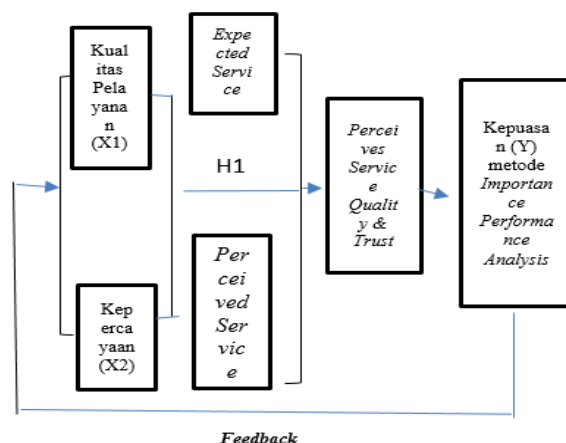 Kual
itas
Pela
yana
n
(X1)
Expe
cted
Servi
ce
H1
Kep
erca
yaan
(X2)
Per
cei
ved
Ser
vic
e
Percei
ves
Servic
e
Qualit
y &
Trust
Kepuasa
n (Y)
metode
Importan
ce
Performa
nce
Analysis
Feedback